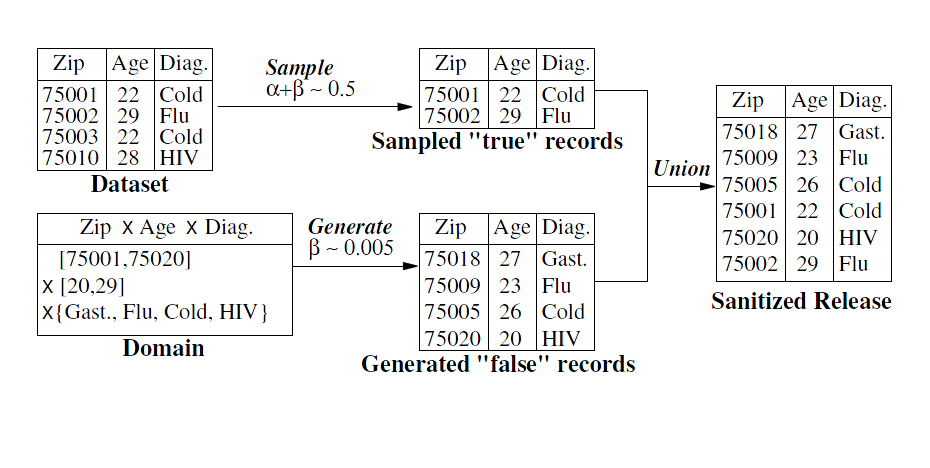 Zip Age Diag.
75001 22 Cold
75002 29 Flu
75003 22 Cold
75010 28 HIV
Dataset
Sample
α+β ~ 0.5
Zip Age Diag.
75001 22 Cold
75002 29 Flu
Sampled "true" records
Zip X Age X Diag.
[75001,75020]
X [20,29]
X{Gast., Flu, Cold, HIV}
Domain
Generate
β ~ 0.005
Zip Age Diag.
75018 27 Gast.
75009 23 Flu
75005 26 Cold
75020 20 HIV
Generated "false" records
Union
Zip Age Diag.
75018 27 Gast.
75009 23 Flu
75005 26 Cold
75001 22 Cold
75020 20 HIV
75002 29 Flu
Sanitized Release